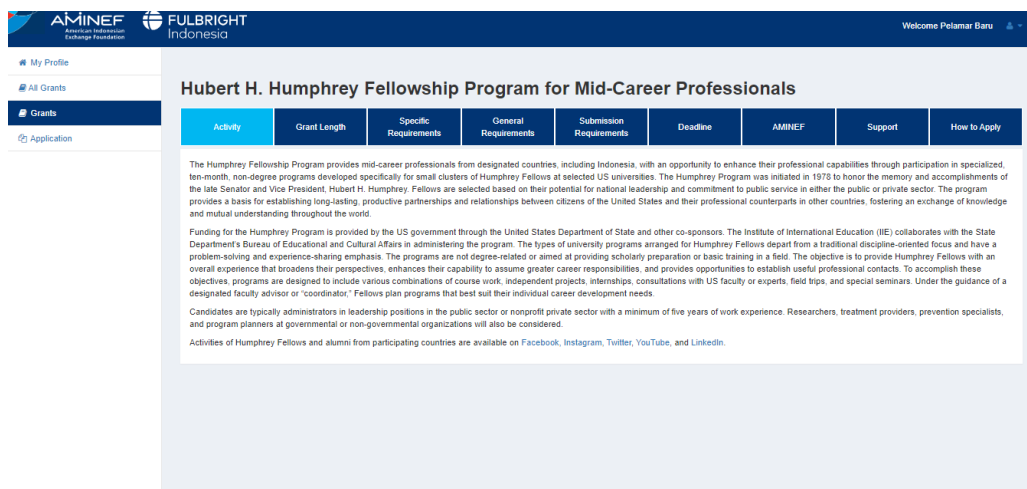 AMINEF
American Indonesian
Exchange Foundation
FULBRIGHT
Indonesia
Welcome Pelamar Baru
My Profile
All Grants
Grants
Application
Hubert H. Humphrey Fellowship Program for Mid-Career Professionals
Activity
Grant Length
Specific
Requirements
General
Requirements
Submission
Requirements
Deadline
AMINEF
Support
How to Apply
The Humphrey Fellowship Program provides mid-career professionals from designated countries, including Indonesia, with an opportunity to enhance their professional capabilities through participation in specialized,
ten-month, non-degree programs developed specifically for small clusters of Humphrey Fellows at selected US universities. The Humphrey Program was initiated in 1978 to honor the memory and accomplishments of
the late Senator and Vice President, Hubert H. Humphrey. Fellows are selected based on their potential for national leadership and commitment to public service in either the public or private sector. The program
provides a basis for establishing long-lasting, productive partnerships and relationships between citizens of the United States and their professional counterparts in other countries, fostering an exchange of knowledge
and mutual understanding throughout the world.
Funding for the Humphrey Program is provided by the US government through the United States Department of State and other co-sponsors. The Institute of International Education (IIE) collaborates with the State
Department's Bureau of Educational and Cultural Affairs in administering the program. The types of university programs arranged for Humphrey Fellows depart from a traditional discipline-oriented focus and have a
problem-solving and experience-sharing emphasis. The programs are not degree-related or aimed at providing scholarly preparation or basic training in a field. The objective is to provide Humphrey Fellows with an
overall experience that broadens their perspectives, enhances their capability to assume greater career responsibilities, and provides opportunities to establish useful professional contacts. To accomplish these
objectives, programs are designed to include various combinations of course work, independent projects, internships, consultations with US faculty or experts, field trips, and special seminars. Under the guidance of a
designated faculty advisor or "coordinator," Fellows plan programs that best suit their individual career development needs.
Candidates are typically administrators in leadership positions in the public sector or nonprofit private sector with a minimum of five years of work experience. Researchers, treatment providers, prevention specialists,
and program planners at governmental or non-governmental organizations will also be considered.
Activities of Humphrey Fellows and alumni from participating countries are available on Facebook, Instagram, Twitter, YouTube, and LinkedIn.